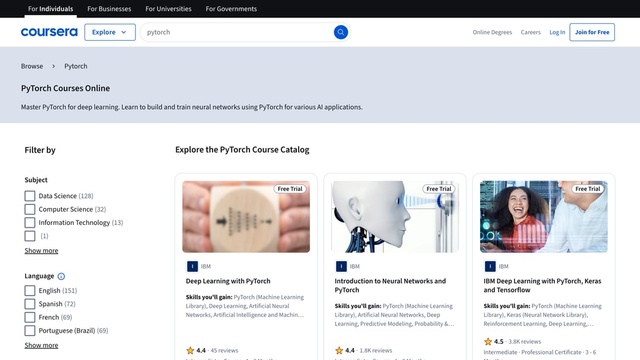 For Individuals For Businesses For Universities For Governments
coursera Explore pytorch Online Degrees Careers Log In Join for Free
Browse Pytorch
PyTorch Courses Online
Master PyTorch for deep learning. Learn to build and train neural networks using PyTorch for various AI applications.
Filter by
Subject
Data Science (128)
Computer Science (32)
Information Technology (13)
(1)
Show more
Language
English (151)
Spanish (72)
French (69)
Portuguese (Brazil) (69)
Show more
Explore the PyTorch Course Catalog
Free Trial
IBM
Deep Learning with PyTorch
Skills you'll gain: PyTorch (Machine Learning
Library), Deep Learning, Artificial Neural
Networks, Artificial Intelligence and Machin…
4.4 · 45 reviews
Free Trial
IBM
Introduction to Neural Networks and
PyTorch
Skills you'll gain: PyTorch (Machine Learning
Library), Artificial Neural Networks, Deep
Learning, Predictive Modeling, Probability &…
4.4 · 1.8K reviews
Free Trial
IBM
IBM Deep Learning with PyTorch, Keras
and Tensorflow
Skills you'll gain: PyTorch (Machine Learning
Library), Keras (Neural Network Library),
Reinforcement Learning, Deep Learning,…
4.5 · 3.8K reviews
Intermediate · Professional Certificate · 3 - 6